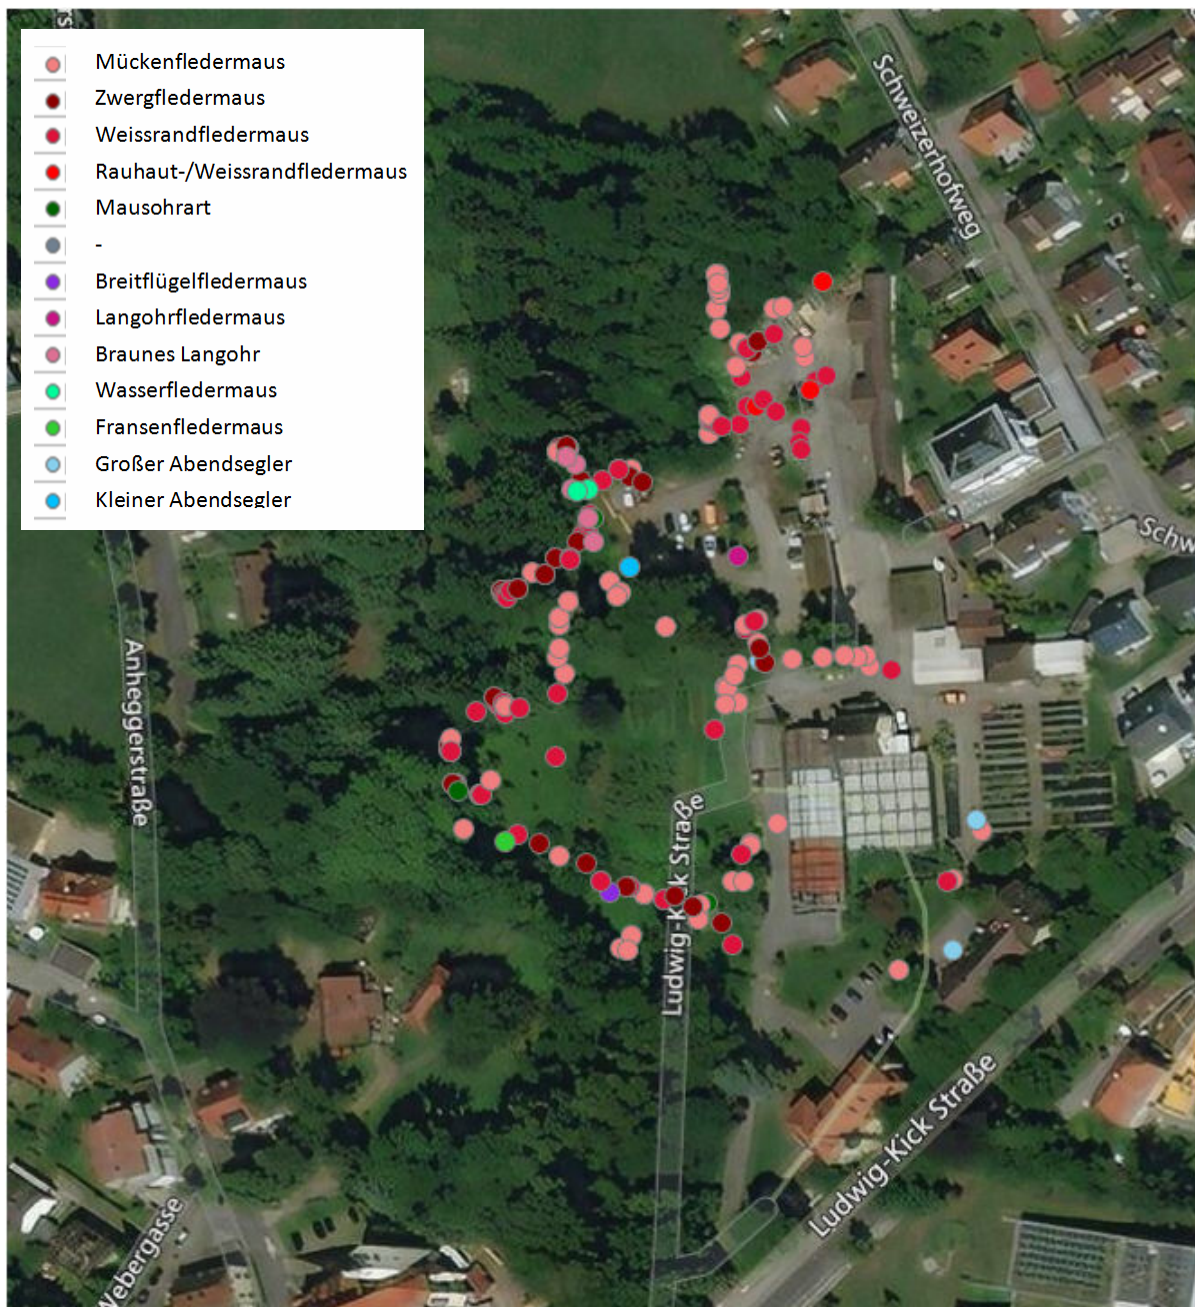 Mückenfledermaus
Zwergfledermaus
Weissrandfledermaus
Rauhaut-/Weissrandfledermaus
Mausohrart
-
Breitflügelfledermaus
Langohrfledermaus
Braunes Langohr
Wasserfledermaus
Fransenfledermaus
Großer Abendsegler
Kleiner Abendsegler
Schweizerhofweg
Schw
Anheggerstraße
Ludwig-Kick Straße
Ludwig-Kick Straße
Webergasse